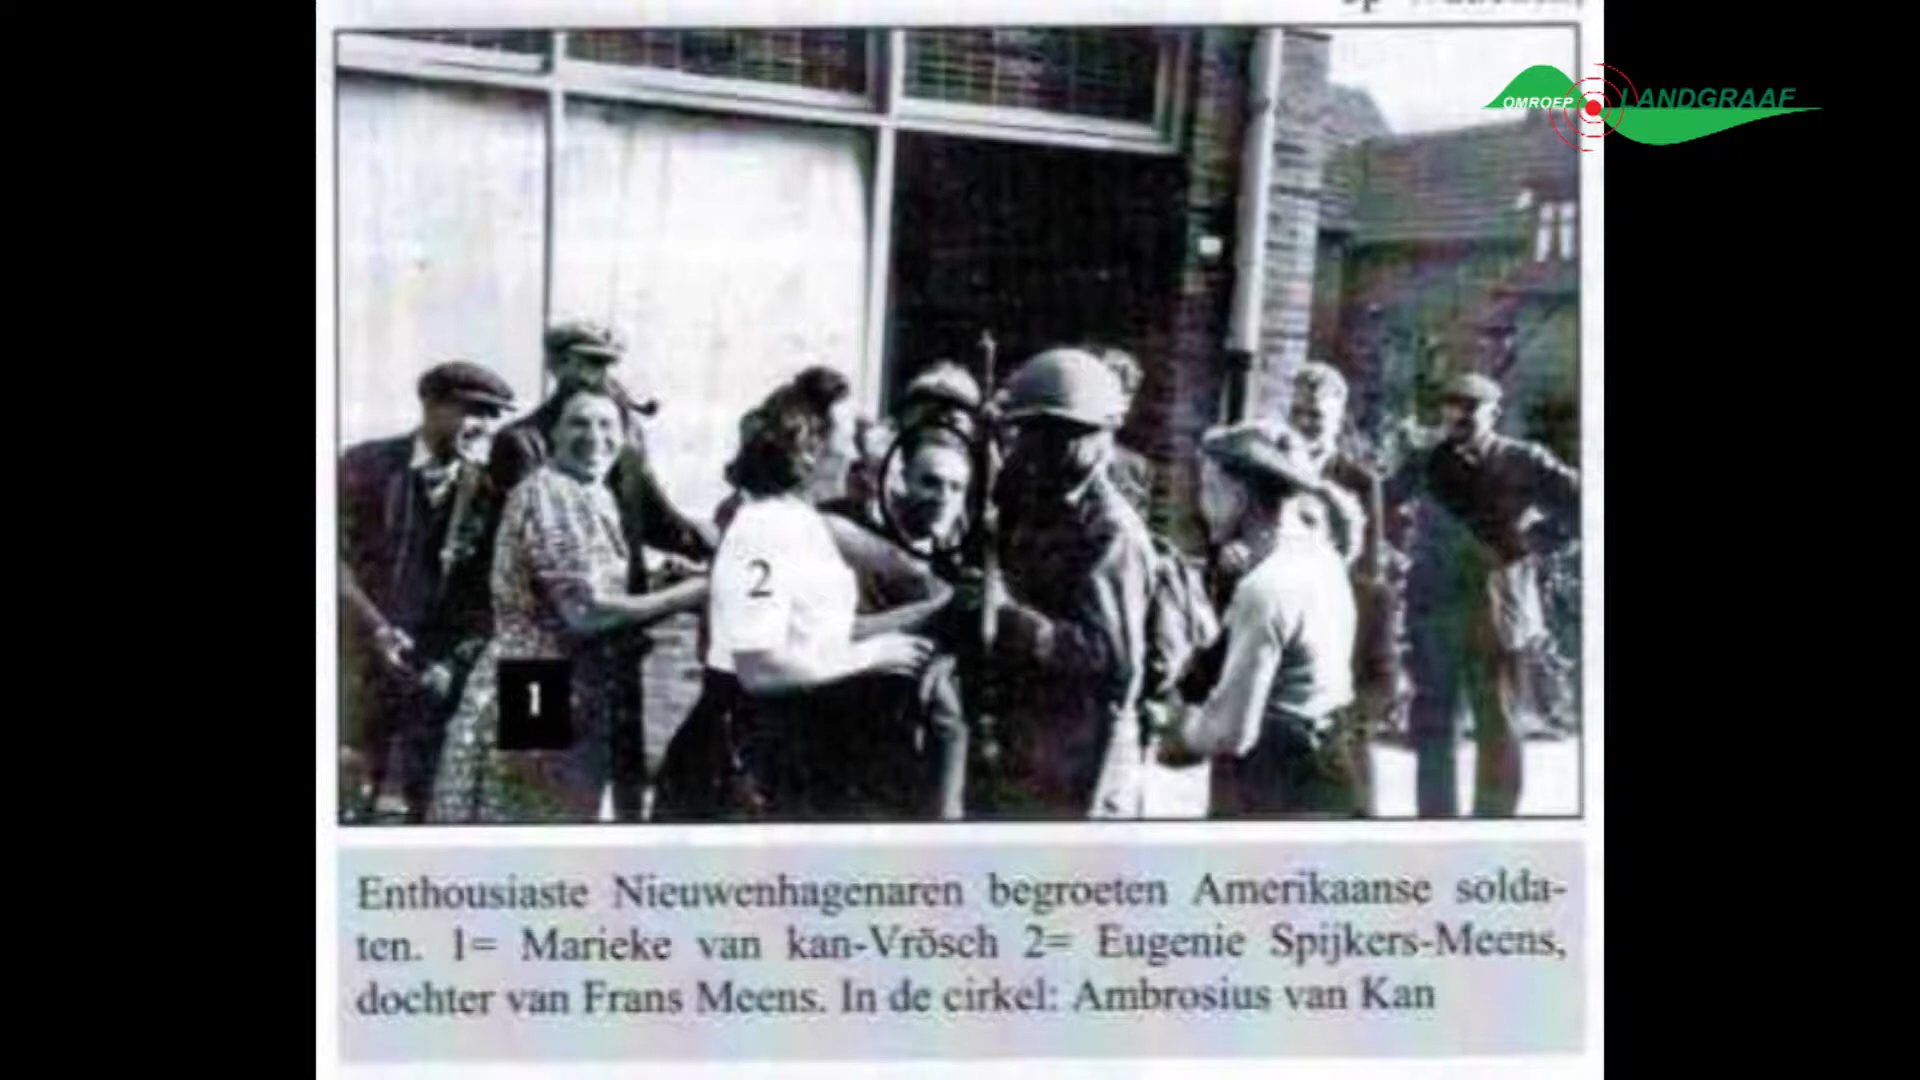 OMROEP LANDGRAAF
2
1
Enthousiaste Nieuwenhagenaren begroeten Amerikaanse solda-
ten. 1= Marieke van kan-Vrösch 2= Eugenie Spijkers-Meens,
dochter van Frans Meens. In de cirkel: Ambrosius van Kan